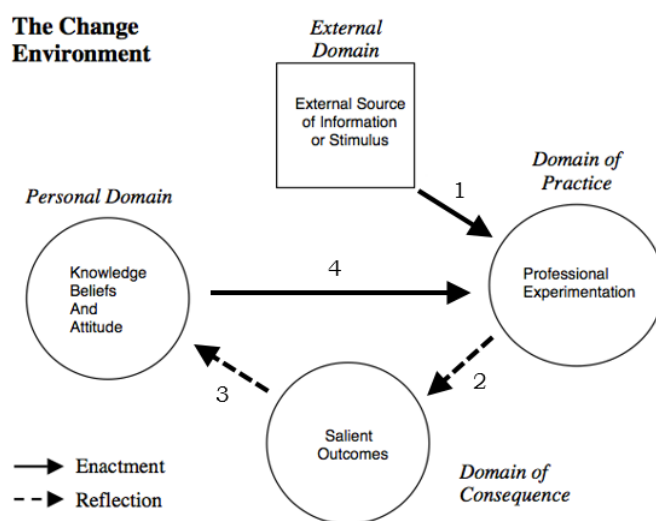 The Change
Environment
External
Domain
External Source
of Information
or Stimulus
1
Domain of
Practice
Personal Domain
Knowledge
Beliefs
And
Attitude
4
Professional
Experimentation
3
2
Salient
Outcomes
Enactment
Reflection
Domain of
Consequence